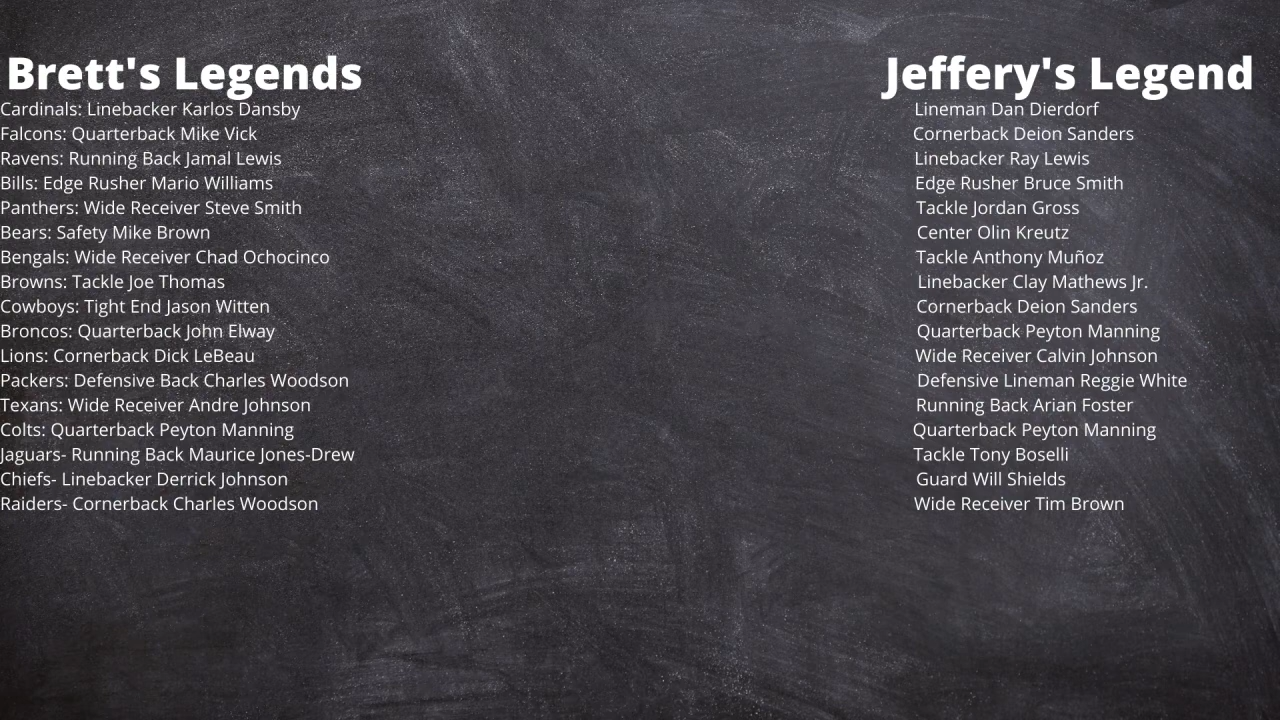 Brett's Legends
Cardinals: Linebacker Karlos Dansby
Falcons: Quarterback Mike Vick
Ravens: Running Back Jamal Lewis
Bills: Edge Rusher Mario Williams
Panthers: Wide Receiver Steve Smith
Bears: Safety Mike Brown
Bengals: Wide Receiver Chad Ochocinco
Browns: Tackle Joe Thomas
Cowboys: Tight End Jason Witten
Broncos: Quarterback John Elway
Lions: Cornerback Dick LeBeau
Packers: Defensive Back Charles Woodson
Texans: Wide Receiver Andre Johnson
Colts: Quarterback Peyton Manning
Jaguars- Running Back Maurice Jones-Drew
Chiefs- Linebacker Derrick Johnson
Raiders- Cornerback Charles Woodson
Jeffery's Legend
Lineman Dan Dierdorf
Cornerback Deion Sanders
Linebacker Ray Lewis
Edge Rusher Bruce Smith
Tackle Jordan Gross
Center Olin Kreutz
Tackle Anthony Muñoz
Linebacker Clay Mathews Jr.
Cornerback Deion Sanders
Quarterback Peyton Manning
Wide Receiver Calvin Johnson
Defensive Lineman Reggie White
Running Back Arian Foster
Quarterback Peyton Manning
Tackle Tony Boselli
Guard Will Shields
Wide Receiver Tim Brown